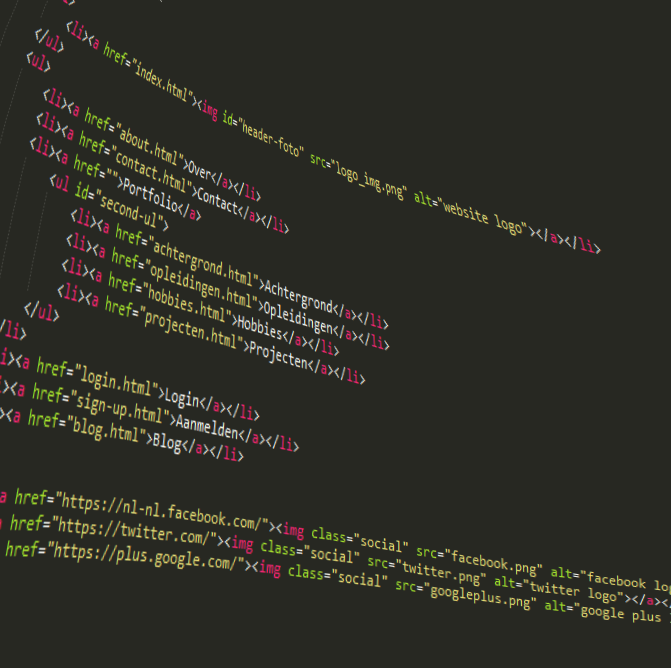 <li><a href="index.html"><img id="header-foto" src="logo_img.png" alt="website logo"></a></li>
</ul>
<ul>
<li><a href="about.html">Over</a></li>
<li><a href="contact.html">Contact</a></li>
<li><a href="">Portfolio</a>
<ul id="second-ul">
<li><a href="achtergrond.html">Achtergrond</a></li>
<li><a href="opleidingen.html">Opleidingen</a></li>
<li><a href="hobbies.html">Hobbies</a></li>
<li><a href="projecten.html">Projecten</a></li>
</ul>
/li>
i><a href="login.html">Login</a></li>
i><a href="sign-up.html">Aanmelden</a></li>
><a href="blog.html">Blog</a></li>
a href="https://nl-nl.facebook.com/"><img class="social" src="facebook.png" alt="facebook log
href="https://twitter.com/"><img class="social" src="twitter.png" alt="twitter logo"></a></
href="https://plus.google.com/"><img class="social" src="googleplus.png" alt="google plus